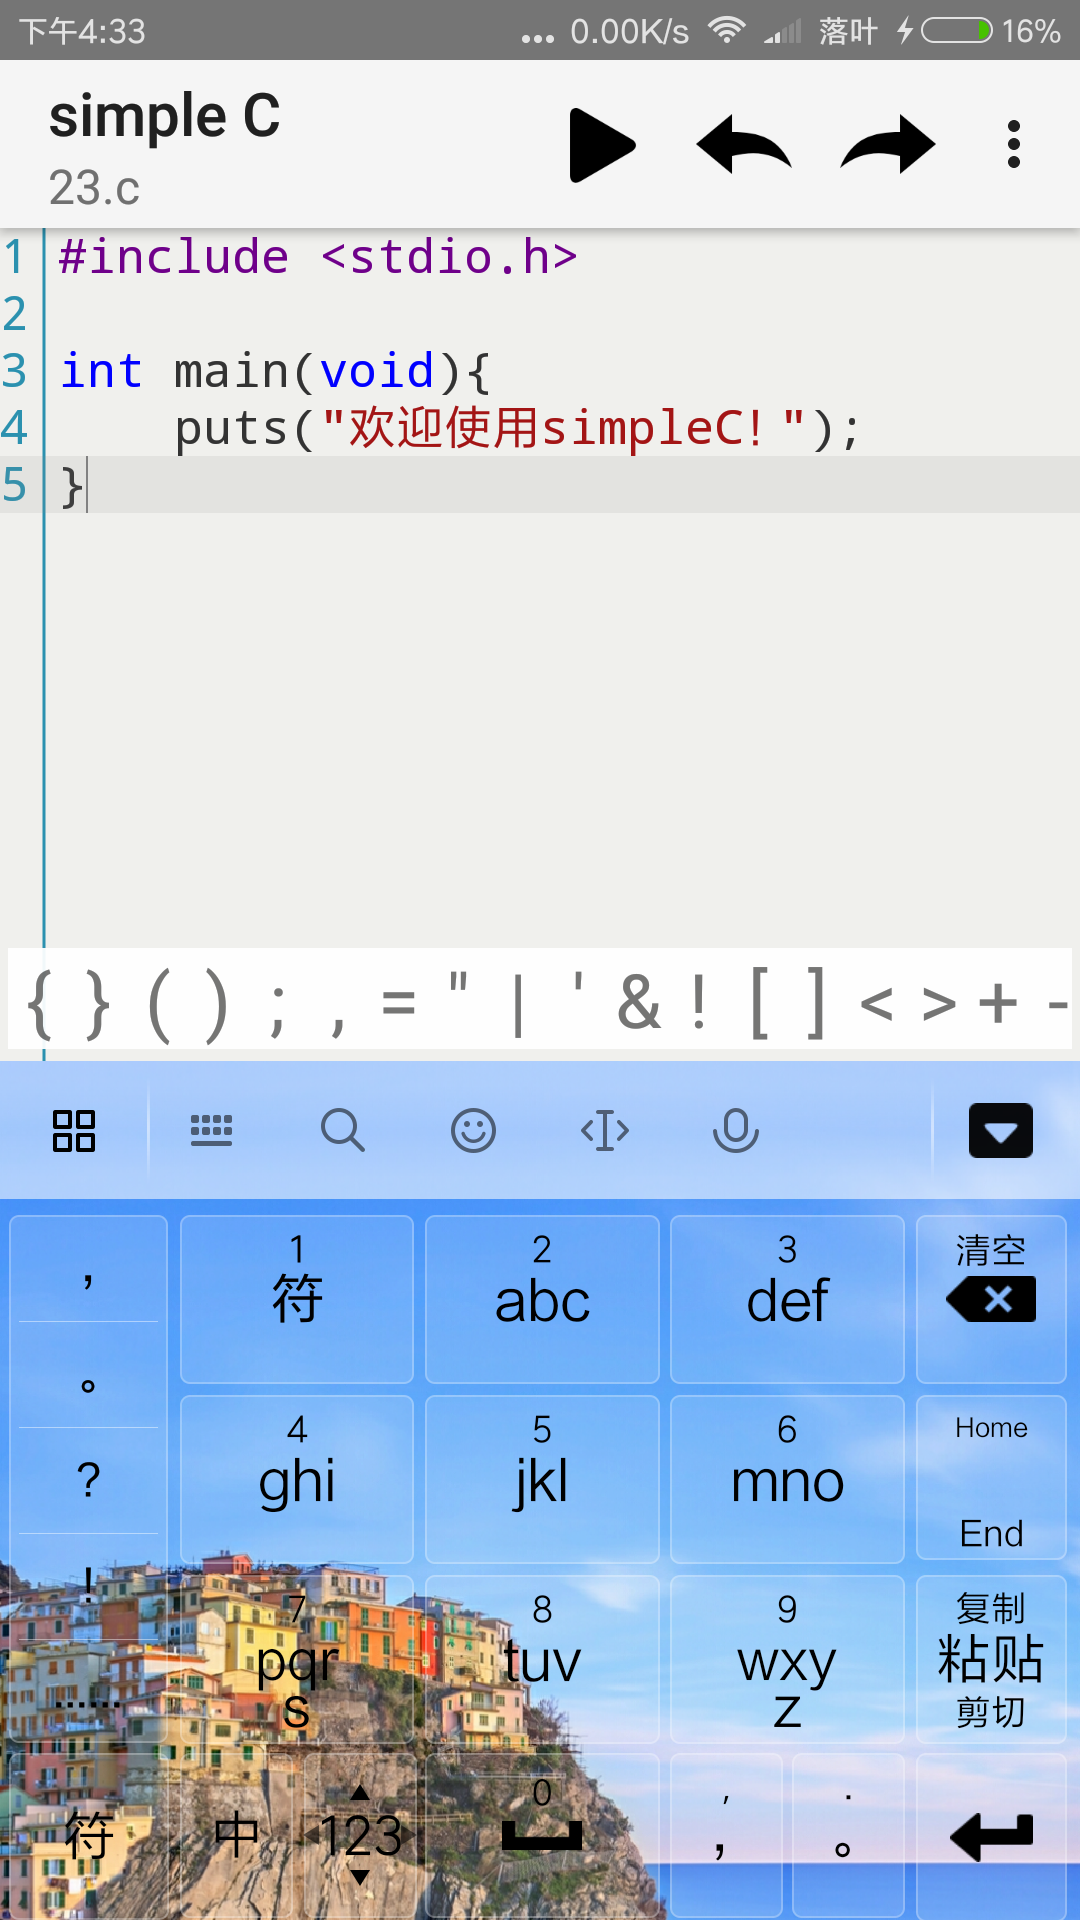 下午4:33 ... 0.00K/s 落叶 16%
simple C
23.c
1 #include <stdio.h>
2
3 int main(void){
4     puts("欢迎使用simpleC! ");
5 }
{ } ( ) ; , = " | ' & ! [ ] < > + -
, 1 2 3 清空
符 abc def
。
4 5 6 Home
? ghi jkl mno
End
!
7 8 9 复制
pqr tuv wxy 粘贴
...... s z 剪切
0 , .
符 中 123 , 。